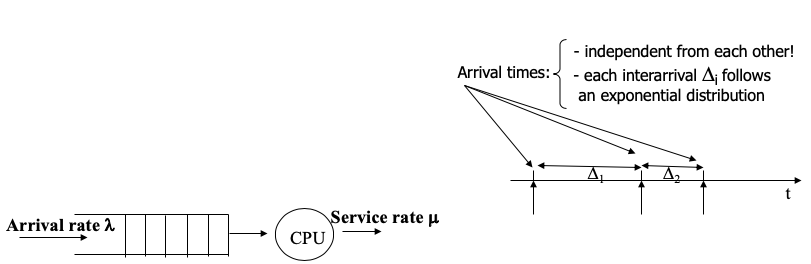 - independent from each other!
Arrival times: - each interarrival Δi follows
an exponential distribution
Δ1 Δ2
t
Arrival rate λ
Service rate μ
CPU